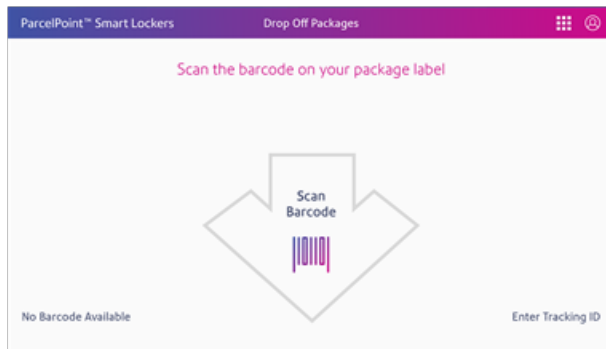 ParcelPoint™ Smart Lockers
Drop Off Packages
Scan the barcode on your package label
Scan
Barcode
No Barcode Available
Enter Tracking ID